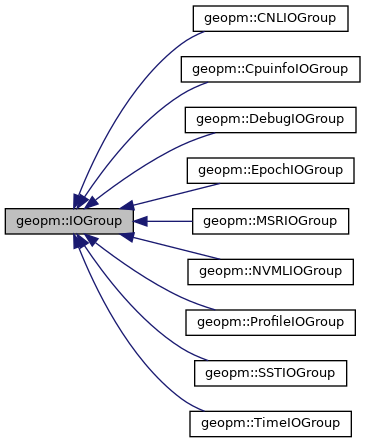 geopm::CNLIOGroup
geopm::CpuinfoIOGroup
geopm::DebugIOGroup
geopm::EpochIOGroup
geopm::IOGroup
geopm::MSRIOGroup
geopm::NVMLIOGroup
geopm::ProfileIOGroup
geopm::SSTIOGroup
geopm::TimeIOGroup